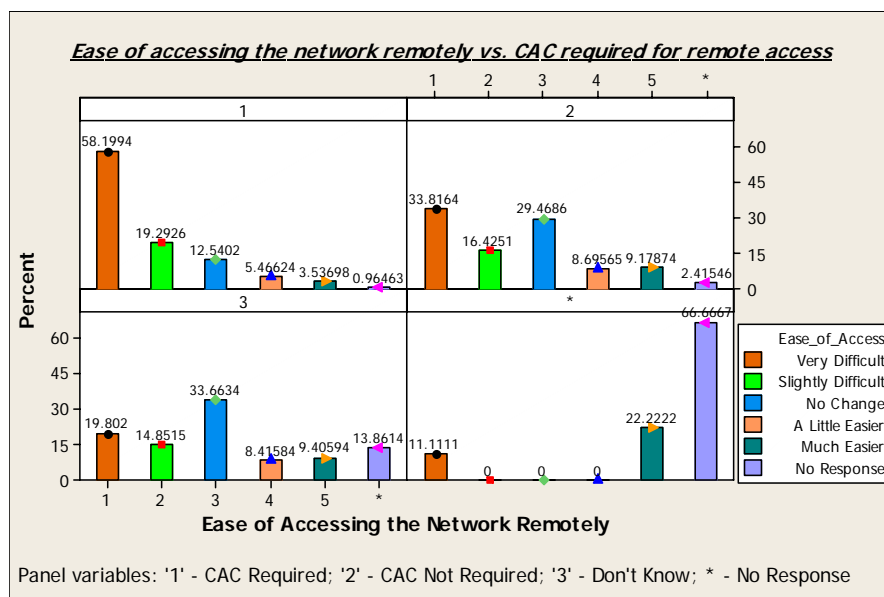 Ease of accessing the network remotely vs. CAC required for remote access
1 2 3 4 5 *
1 2
58.1994
19.2926
12.5402
5.46624
3.53698
0.96463
33.8164
16.4251
29.4686
8.69565
9.17874
2.41546
60
45
30
15
0
Percent
3 *
60
45
30
15
0
19.802
14.8515
33.6634
8.41584
9.40594
13.8614
11.1111
0
0
0
22.2222
66.6667
1 2 3 4 5 *
Ease of Accessing the Network Remotely
Ease_of_Access
Very Difficult
Slightly Difficult
No Change
A Little Easier
Much Easier
No Response
Panel variables: '1' - CAC Required; '2' - CAC Not Required; '3' - Don't Know; * - No Response